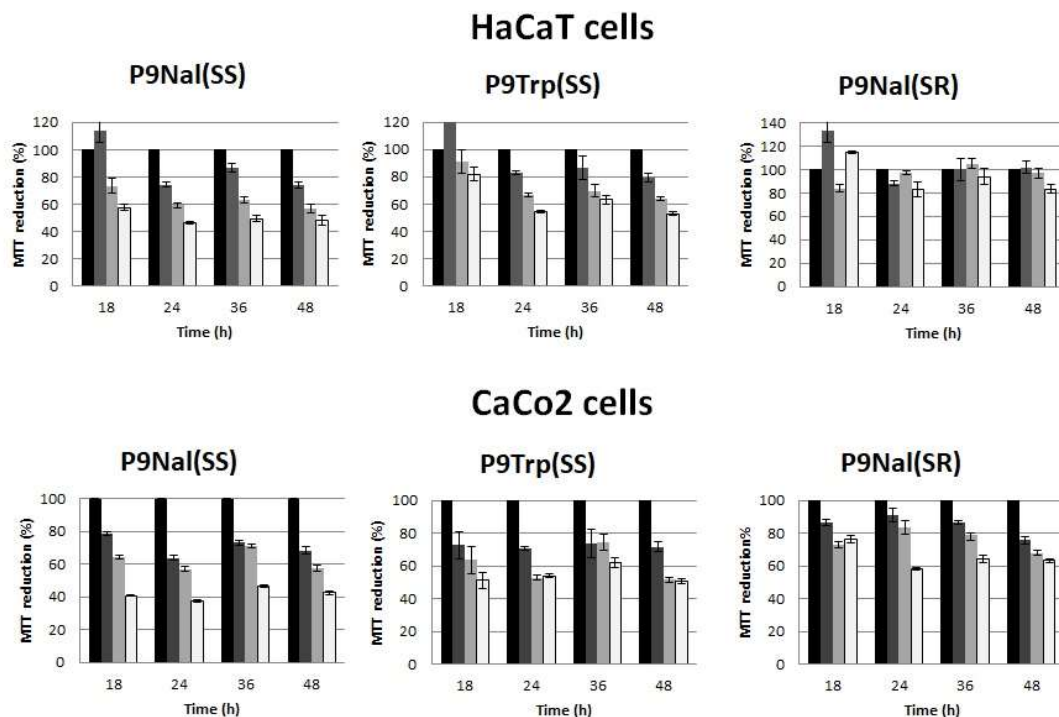 HaCaT cells
P9Nal(SS)
P9Trp(SS)
P9Nal(SR)
MTT reduction (%)
120
100
80
60
40
20
0
18 24 36 48
Time (h)
MTT reduction (%)
120
100
80
60
40
20
0
18 24 36 48
Time (h)
MTT reduction (%)
140
120
100
80
60
40
20
0
18 24 36 48
Time (h)
CaCo2 cells
P9Nal(SS)
P9Trp(SS)
P9Nal(SR)
MTT reduction (%)
100
80
60
40
20
0
18 24 36 48
Time (h)
MTT reduction (%)
100
80
60
40
20
0
18 24 36 48
Time (h)
MTT reduction%
100
80
60
40
20
0
18 24 36 48
Time (h)